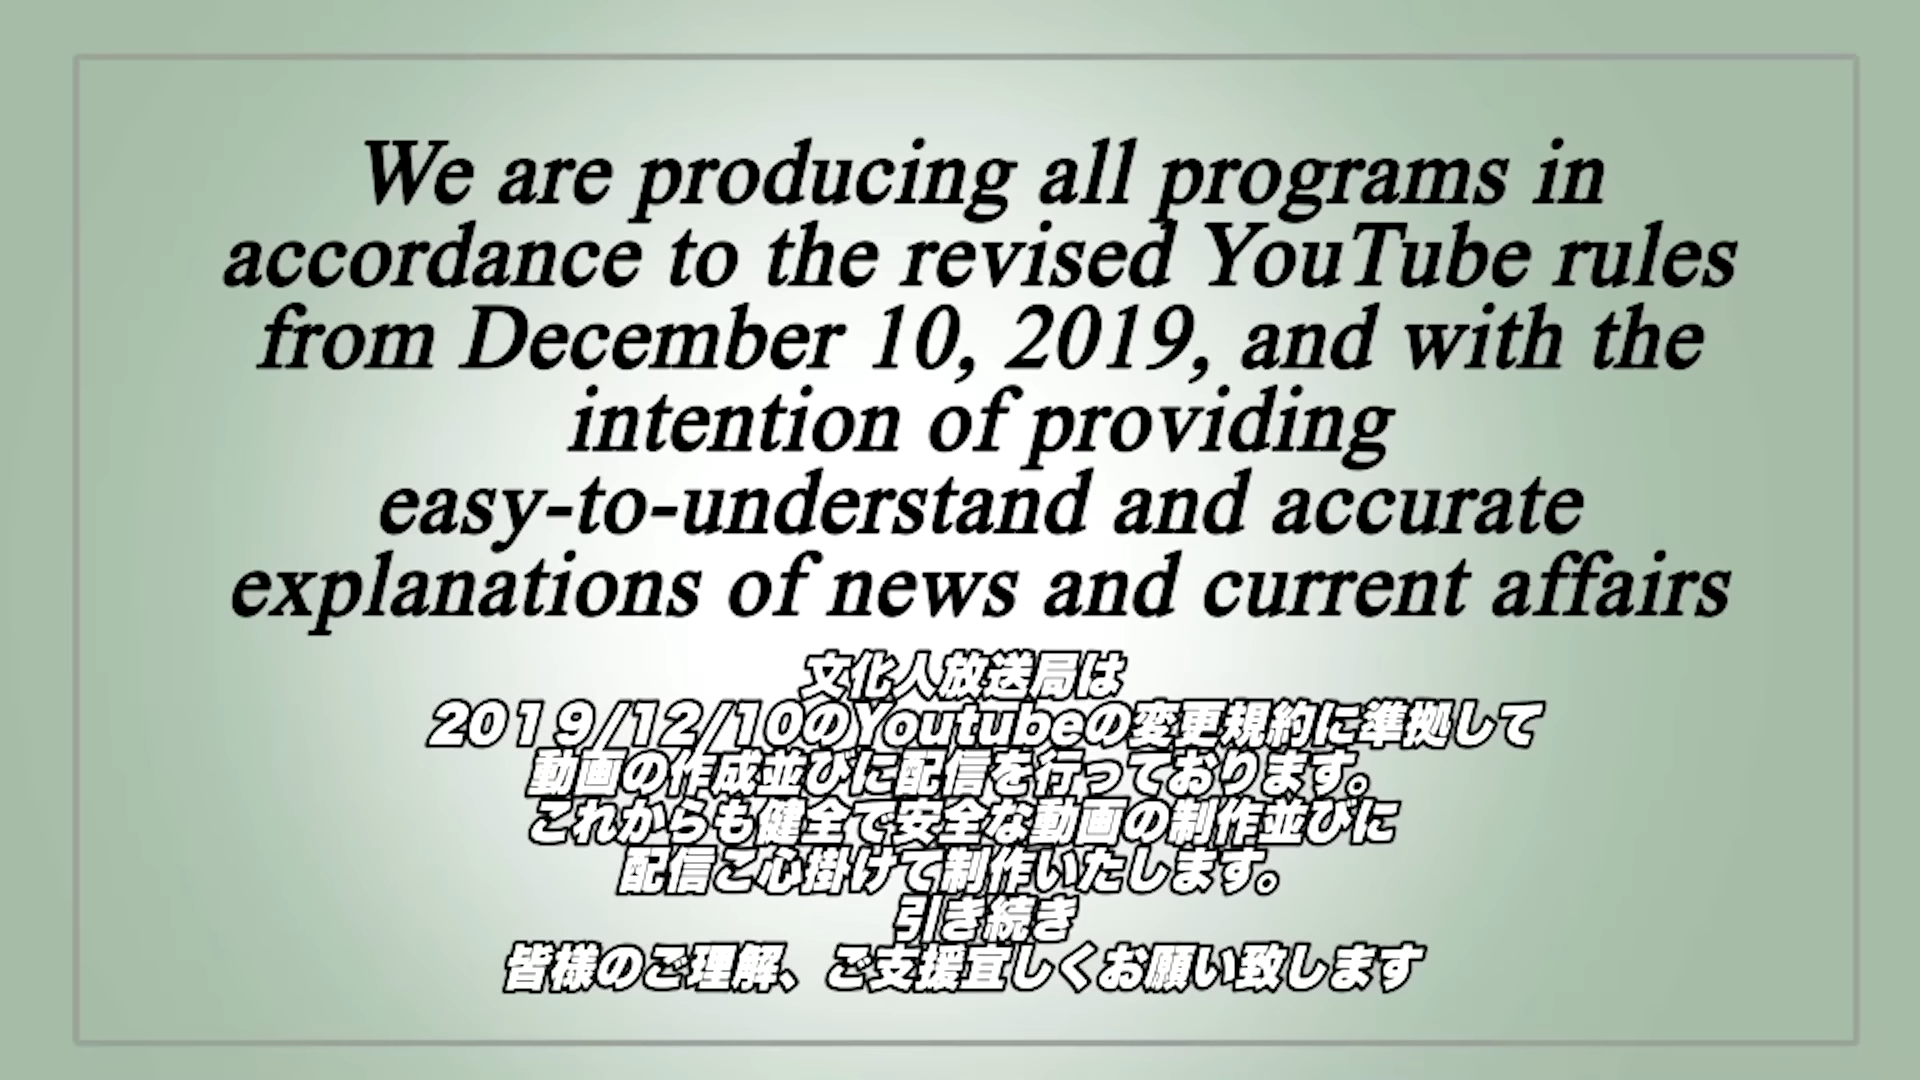 We are producing all programs in
accordance to the revised YouTube rules
from December 10, 2019, and with the
intention of providing
easy-to-understand and accurate
explanations of news and current affairs
文化人放送局は
2019/12/10のYoutubeの変更規約に準拠して
動画の作成並びに配信を行っております。
これからも健全で安全な動画の制作並びに
配信こ心掛けて制作いたします。
引き続き
皆様のご理解、ご支援宜しくお願い致します